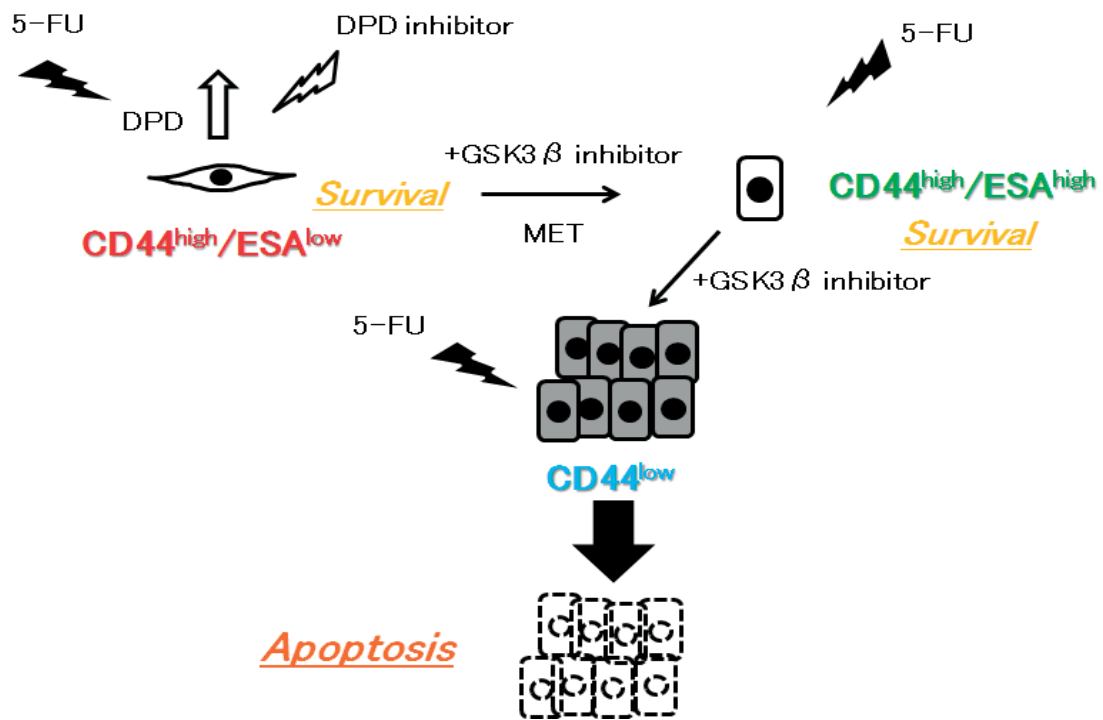 5-FU
DPD inhibitor
5-FU
DPD
+GSK3β inhibitor
Survival
CD44high/ESAhigh
CD44high/ESAlow
MET
Survival
+GSK3β inhibitor
5-FU
CD44low
Apoptosis